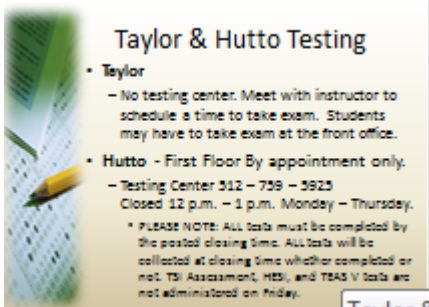 Taylor & Hutto Testing
• Taylor
– No testing center. Meet with instructor to
schedule a time to take exam. Students
may have to take exam at the front office.
• Hutto - First Floor By appointment only.
– Testing Center 512 – 759 – 5925
Closed 12 p.m. – 1 p.m. Monday – Thursday.
• PLEASE NOTE: ALL tests must be completed by
the posted closing time. ALL tests will be
collected at closing time whether completed or
not. TSI Assessment, HESI, and TEAS V tests are
not administered on Friday.